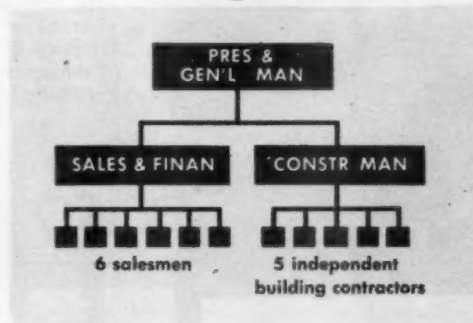 PRES &
GEN'L MAN
SALES & FINAN
CONSTR MAN
6 salesmen
5 independent
building contractors